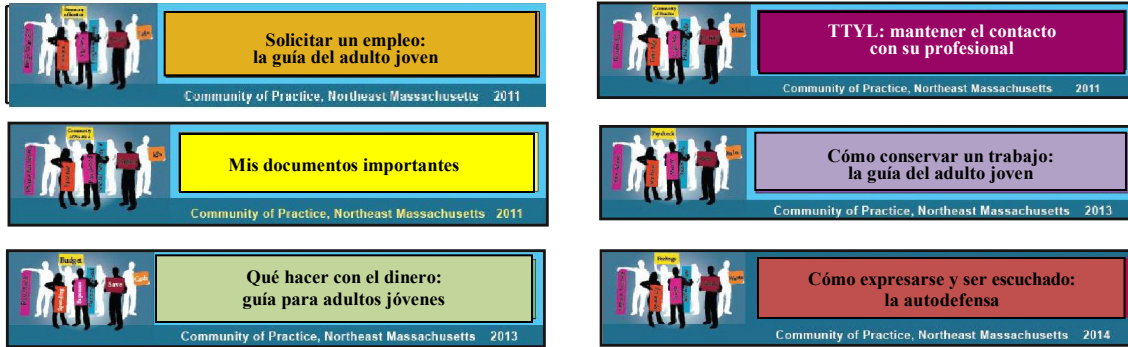 Solicitar un empleo:
la guía del adulto joven
Community of Practice, Northeast Massachusetts 2011
TTYL: mantener el contacto
con su profesional
Community of Practice, Northeast Massachusetts 2011
Mis documentos importantes
Community of Practice, Northeast Massachusetts 2011
Paycheck
Cómo conservar un trabajo:
la guía del adulto joven
Community of Practice, Northeast Massachusetts 2013
Budget
Save
Qué hacer con el dinero:
guía para adultos jóvenes
Community of Practice, Northeast Massachusetts 2013
Feelings
Cómo expresarse y ser escuchado:
la autodefensa
Community of Practice, Northeast Massachusetts 2014